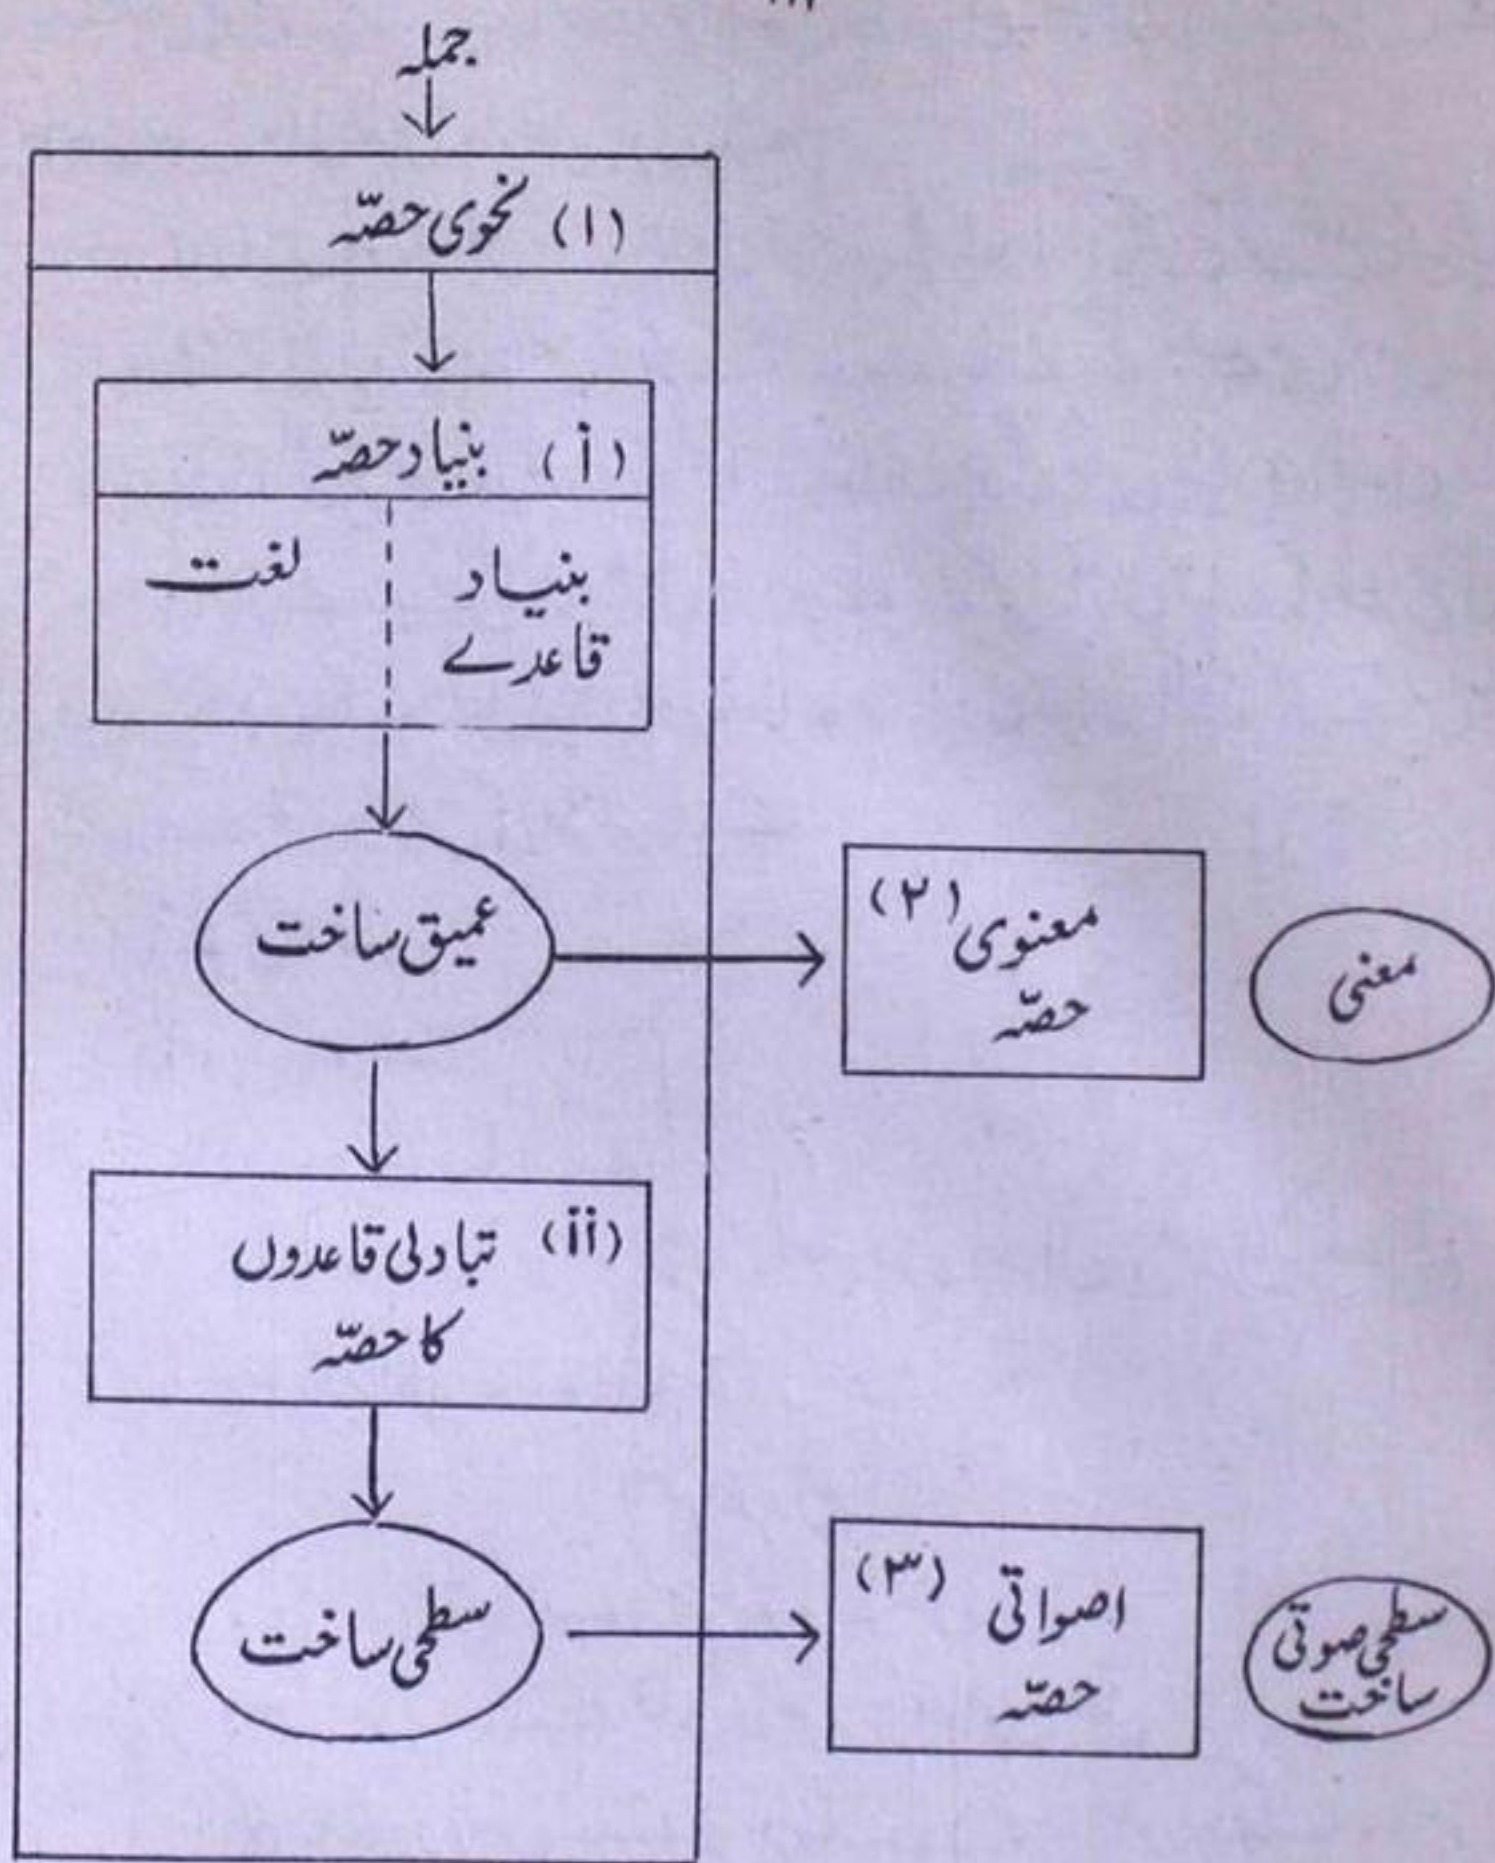 جملہ
(۱) نحوی حصّہ
(i) بنیاد حصّہ
بنیاد
قاعدے
لغت
عمیق ساخت
(۲) معنوی
حصّہ
معنی
(ii) تبادلی قاعدوں
کا حصّہ
سطحی ساخت
(۳) اصواتی
حصّہ
سطحی صوتی
ساخت